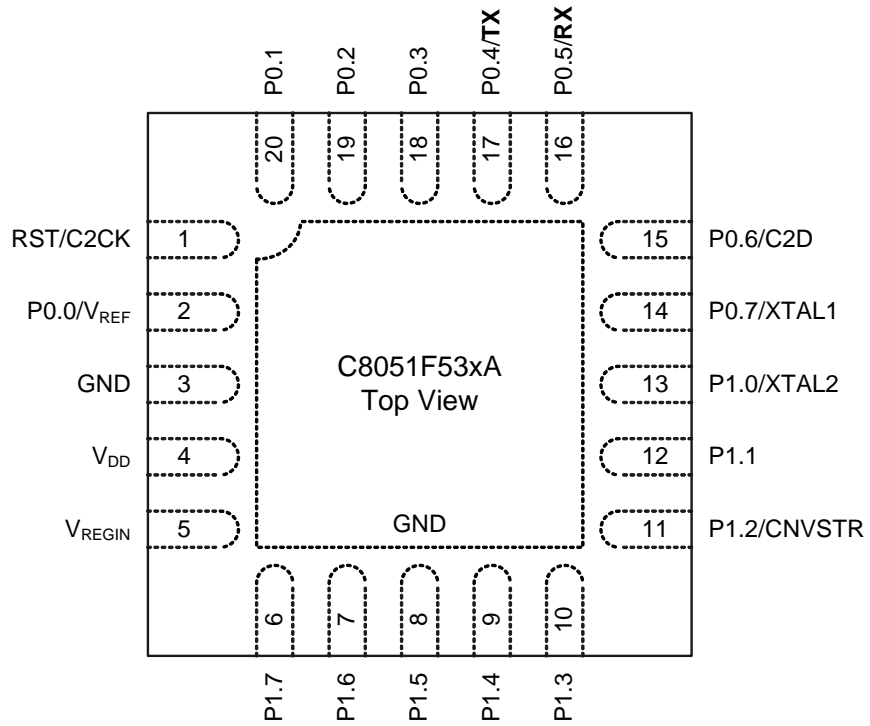 P0.1
P0.2
P0.3
P0.4/TX
P0.5/RX
20
19
18
17
16
RST/C2CK
1
15
P0.6/C2D
P0.0/VREF
2
14
P0.7/XTAL1
GND
3
C8051F53xA
Top View
13
P1.0/XTAL2
VDD
4
12
P1.1
VREGIN
5
GND
11
P1.2/CNVSTR
6
7
8
9
10
P1.7
P1.6
P1.5
P1.4
P1.3